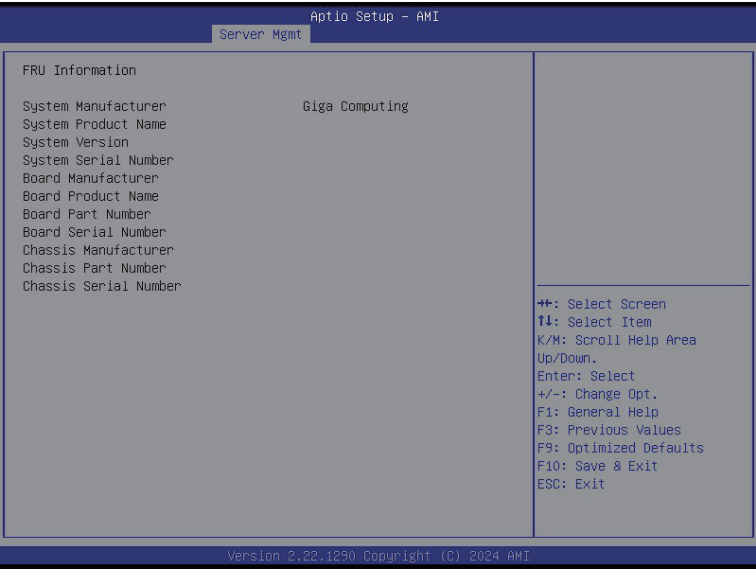 Aptio Setup – AMI
Server Mgmt
FRU Information
System Manufacturer Giga Computing
System Product Name
System Version
System Serial Number
Board Manufacturer
Board Product Name
Board Part Number
Board Serial Number
Chassis Manufacturer
Chassis Part Number
Chassis Serial Number
→←: Select Screen
↑↓: Select Item
K/M: Scroll Help Area
Up/Down.
Enter: Select
+/-: Change Opt.
F1: General Help
F3: Previous Values
F9: Optimized Defaults
F10: Save & Exit
ESC: Exit
Version 2.22.1290 Copyright (C) 2024 AMI